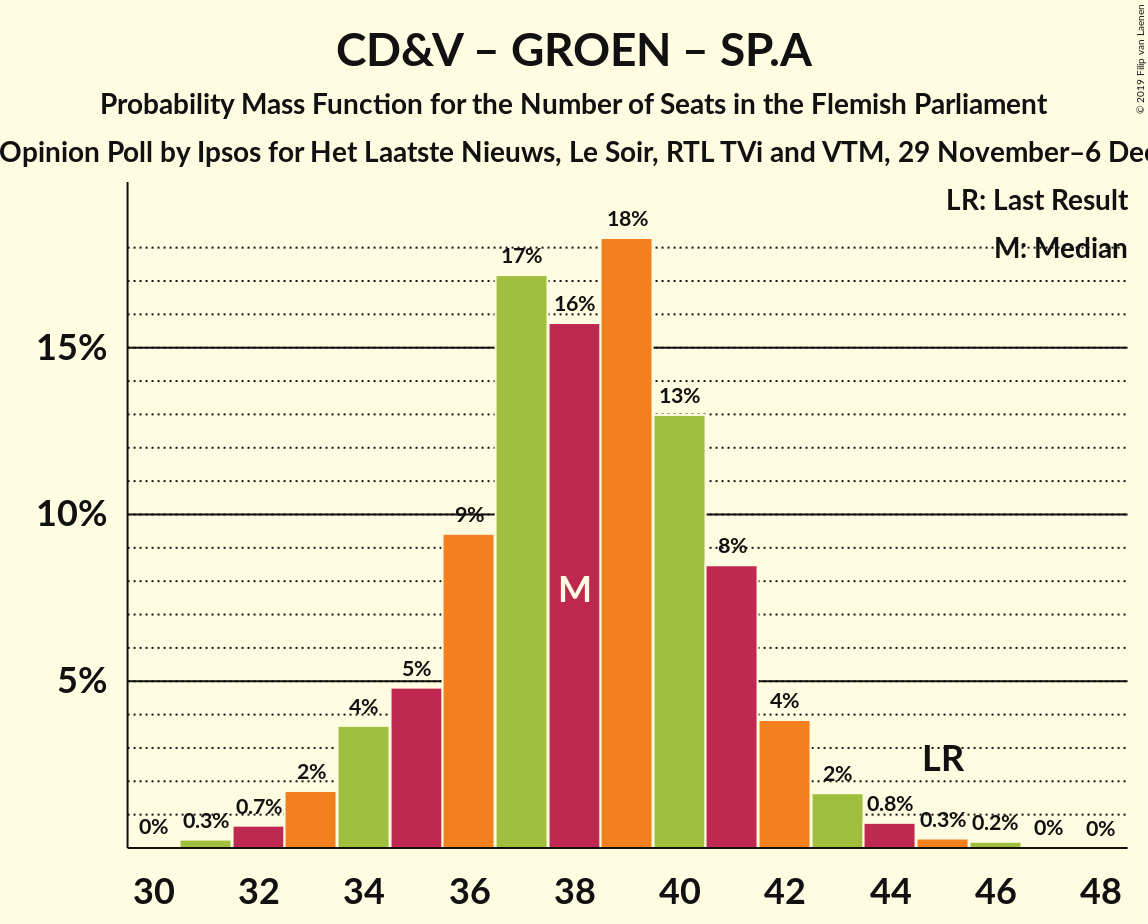 CD&V – GROEN – SP.A
Probability Mass Function for the Number of Seats in the Flemish Parliament
Opinion Poll by Ipsos for Het Laatste Nieuws, Le Soir, RTL TVi and VTM, 29 November–6 Dec
© 2019 Filip van Laenen
LR: Last Result
M: Median
15%
10%
5%
0%
0.3%
0.7%
2%
4%
5%
9%
17%
16%
18%
13%
8%
4%
2%
0.8%
0.3%
0.2%
0%
0%
M
LR
30 32 34 36 38 40 42 44 46 48